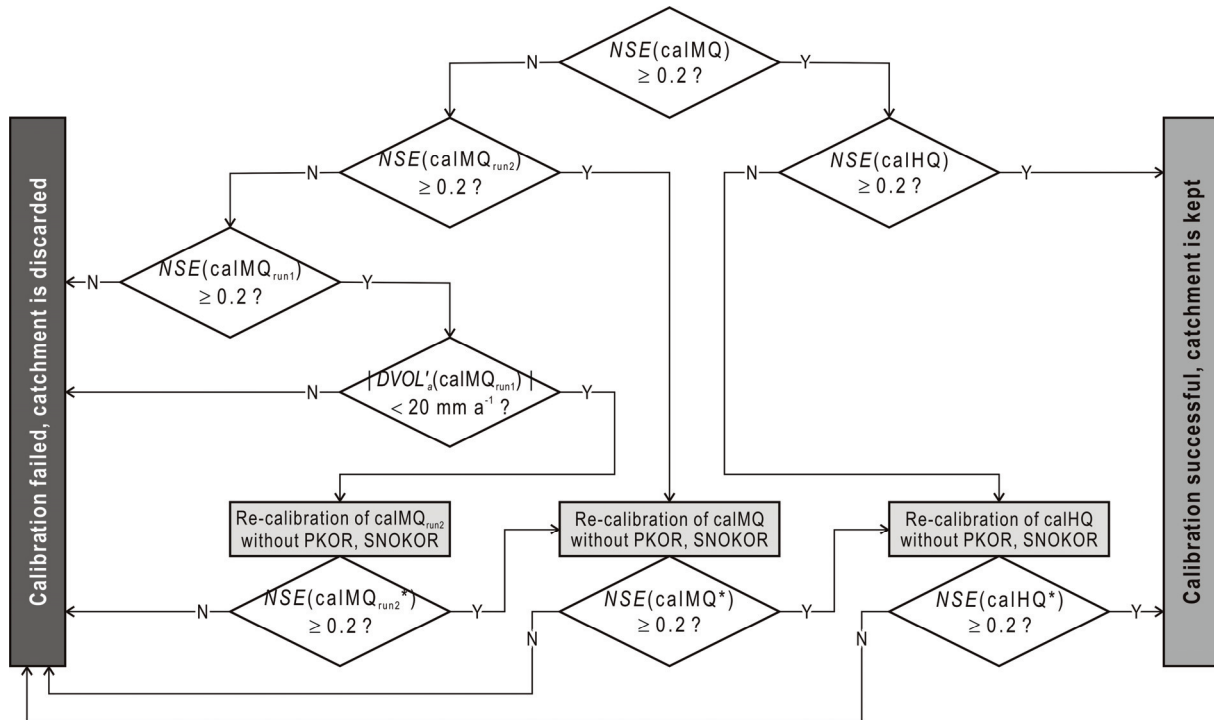 NSE(calMQ)
≥ 0.2 ?
N
Y
NSE(calMQrun2)
≥ 0.2 ?
N
Y
NSE(calHQ)
≥ 0.2 ?
N
Y
NSE(calMQrun1)
≥ 0.2 ?
N
Y
| DVOL'a(calMQrun1) |
< 20 mm a-1 ?
N
Y
Re-calibration of calMQrun2
without PKOR, SNOKOR
Re-calibration of calMQ
without PKOR, SNOKOR
Re-calibration of calHQ
without PKOR, SNOKOR
NSE(calMQrun2*)
≥ 0.2 ?
N
Y
NSE(calMQ*)
≥ 0.2 ?
N
Y
NSE(calHQ*)
≥ 0.2 ?
N
Y
Calibration failed, catchment is discarded
Calibration successful, catchment is kept